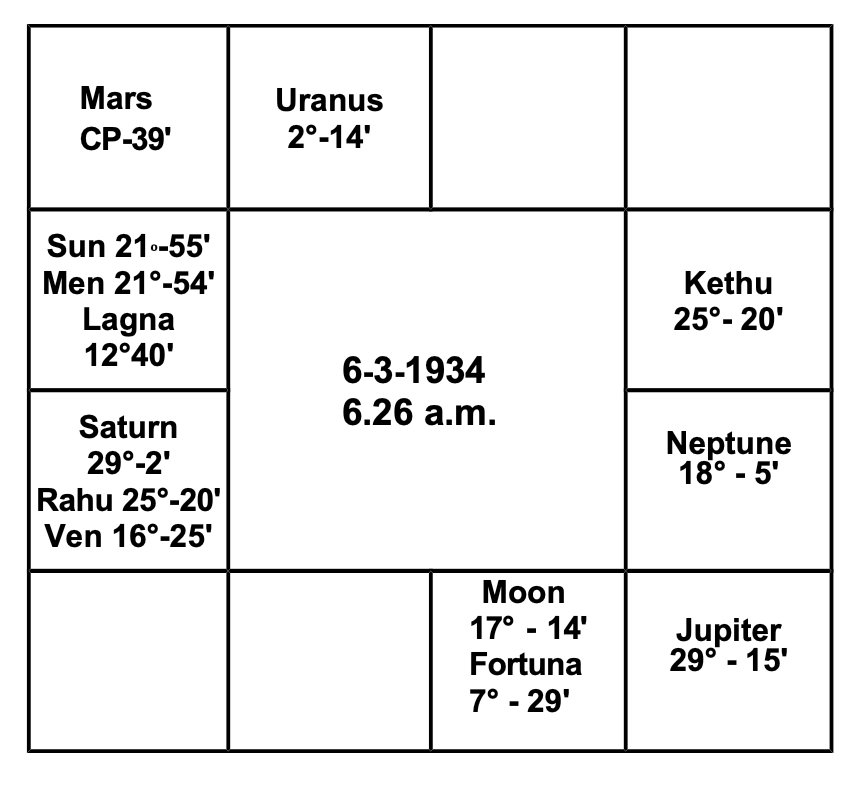 Mars
CP-39'
Uranus
2°-14'
Sun 21°-55'
Men 21°-54'
Lagna
12°40'
Kethu
25°- 20'
6-3-1934
6.26 a.m.
Saturn
29°-2'
Rahu 25°-20'
Ven 16°-25'
Neptune
18° - 5'
Moon
17° - 14'
Fortuna
7° - 29'
Jupiter
29° - 15'